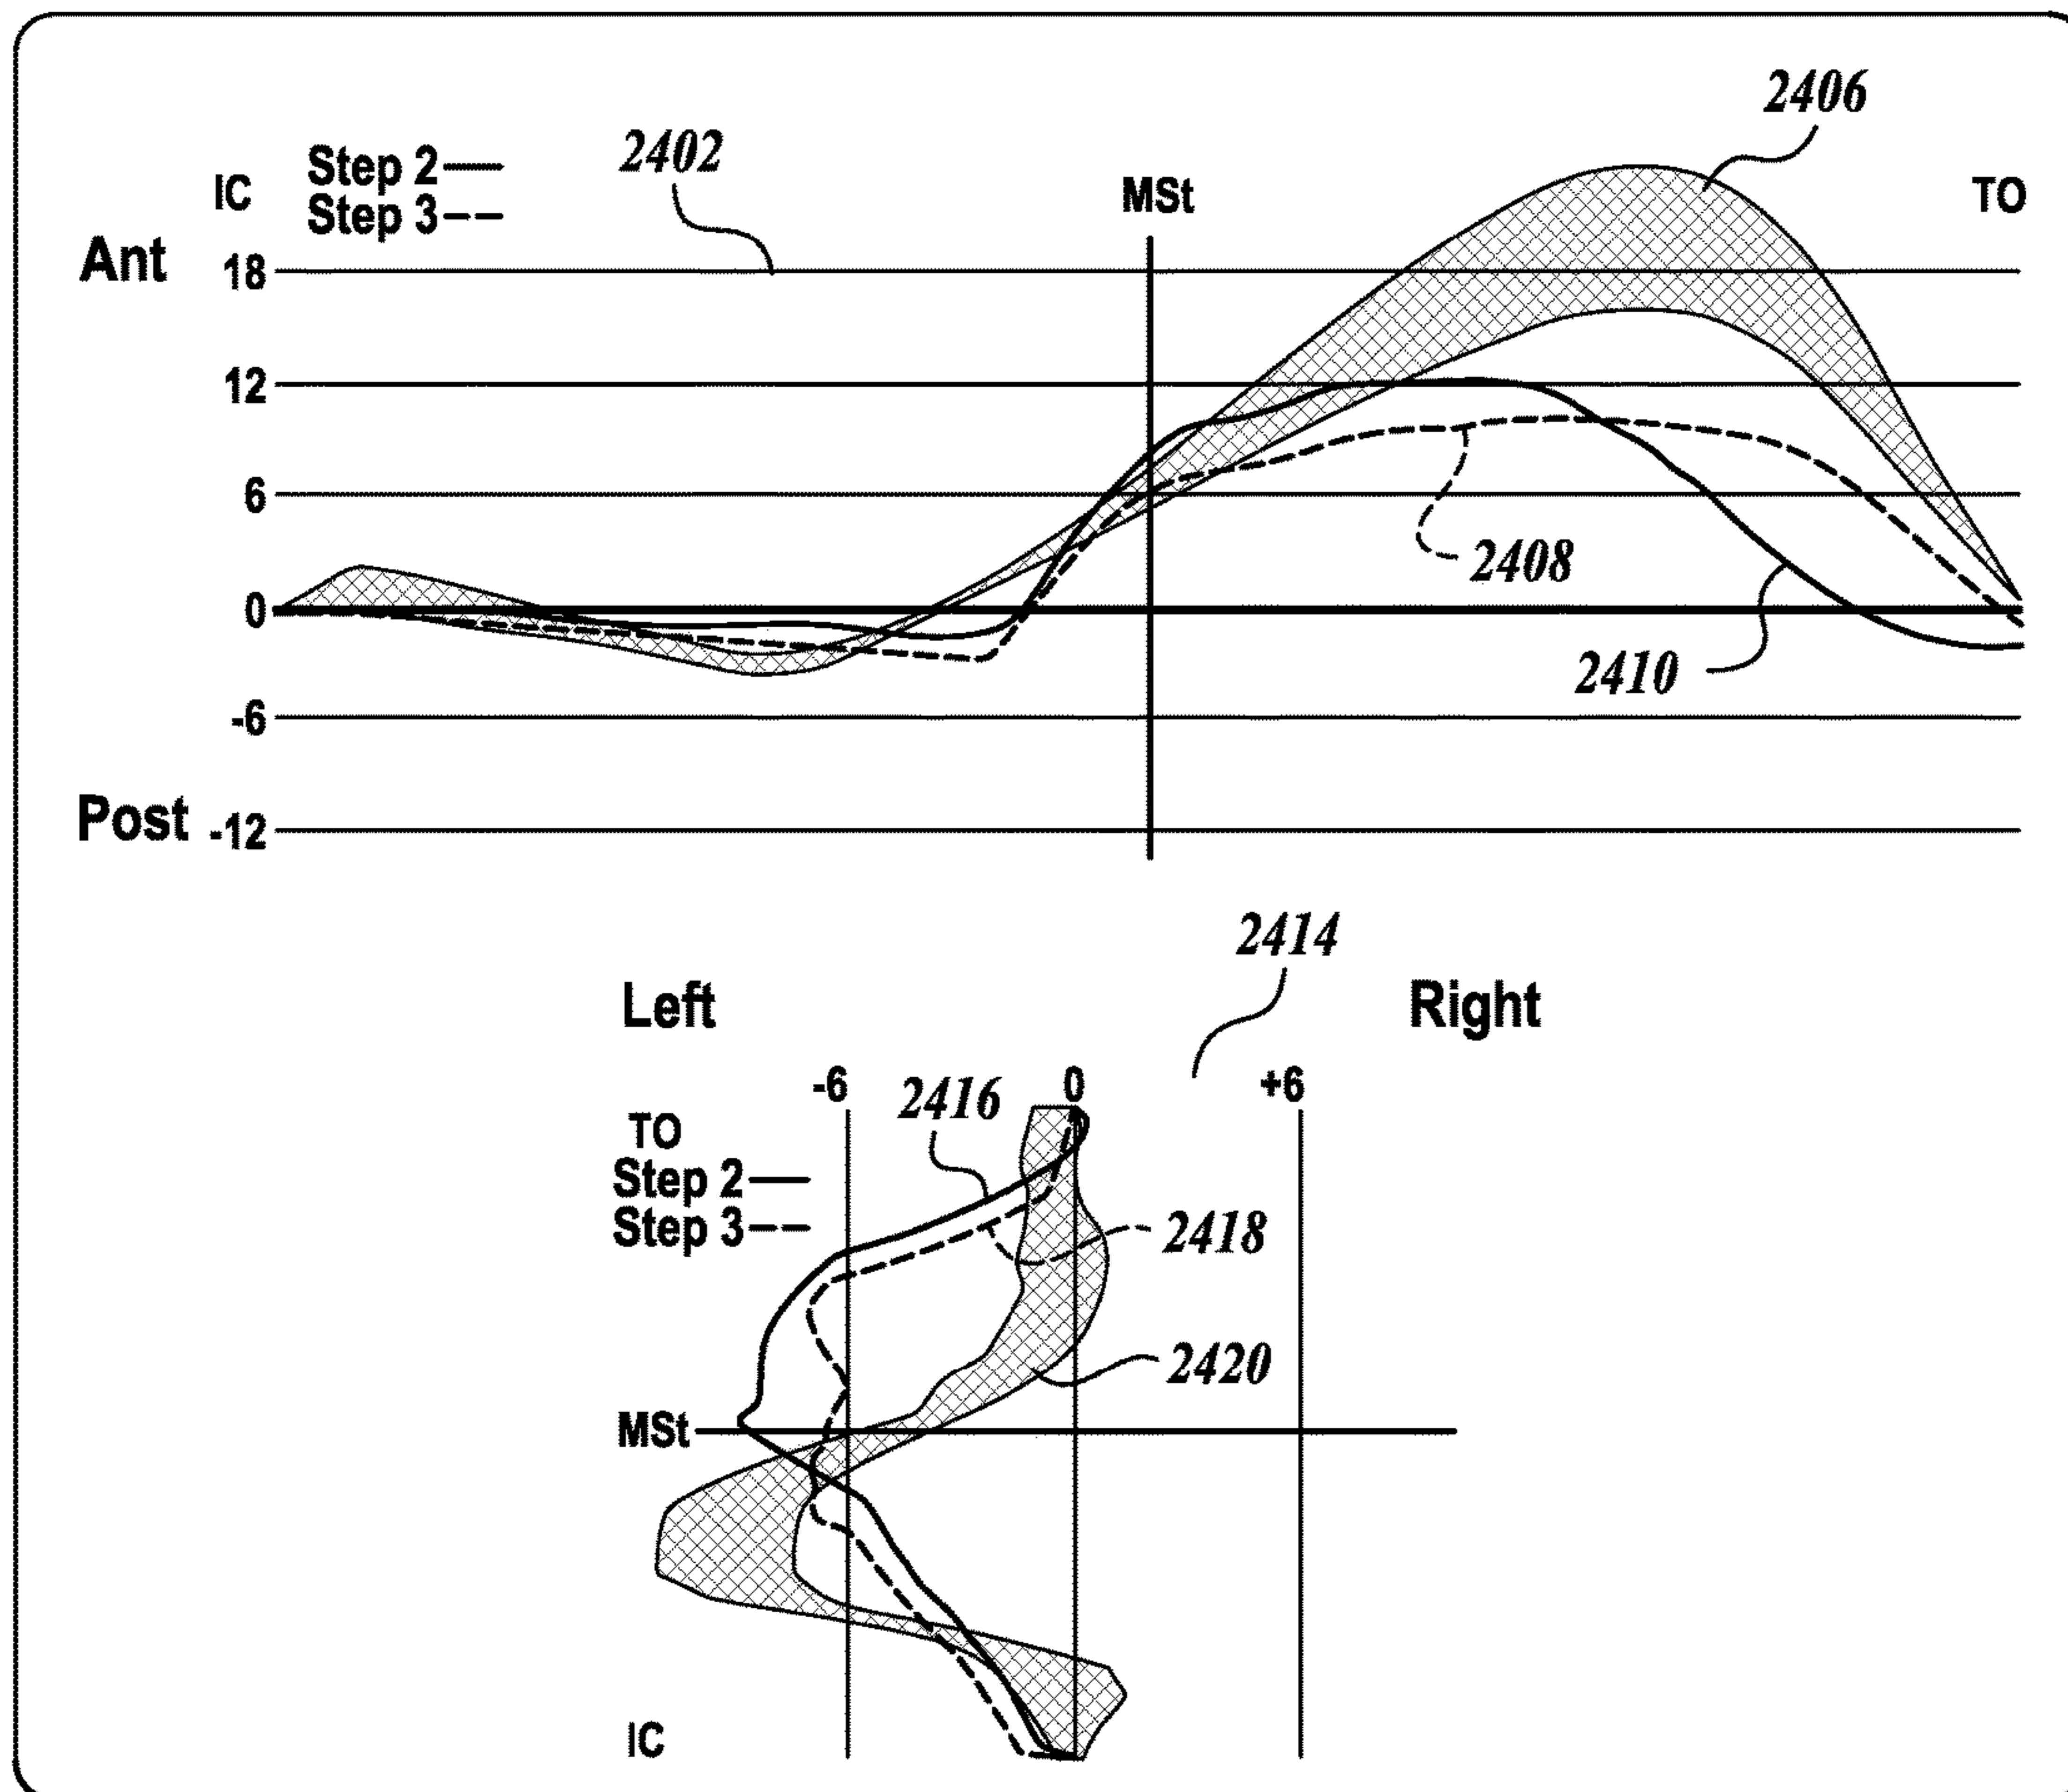 2406
Step 2 2402
IC MSt TO
Step 3
Ant 18
12
6
2408
0
2410
-6
Post -12
2414
Left Right
-6 2416 0 +6
TO
Step 2
Step 3 2418
2420
MSt
IC